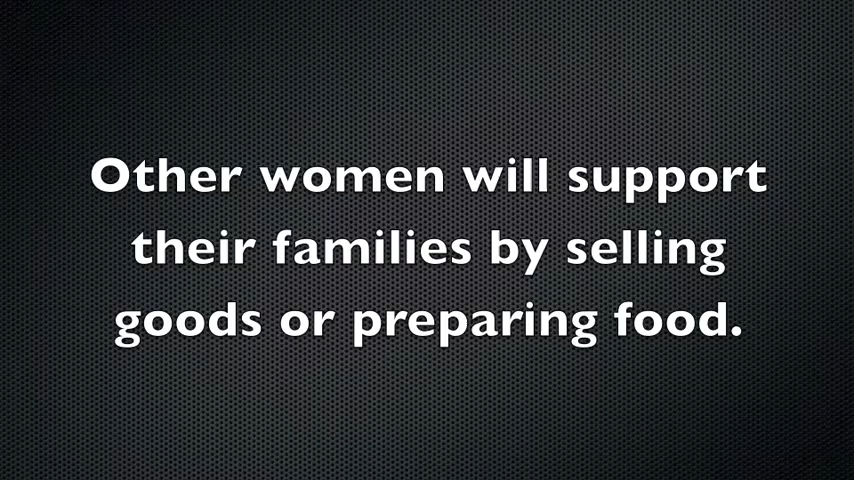 Other women will support
their families by selling
goods or preparing food.